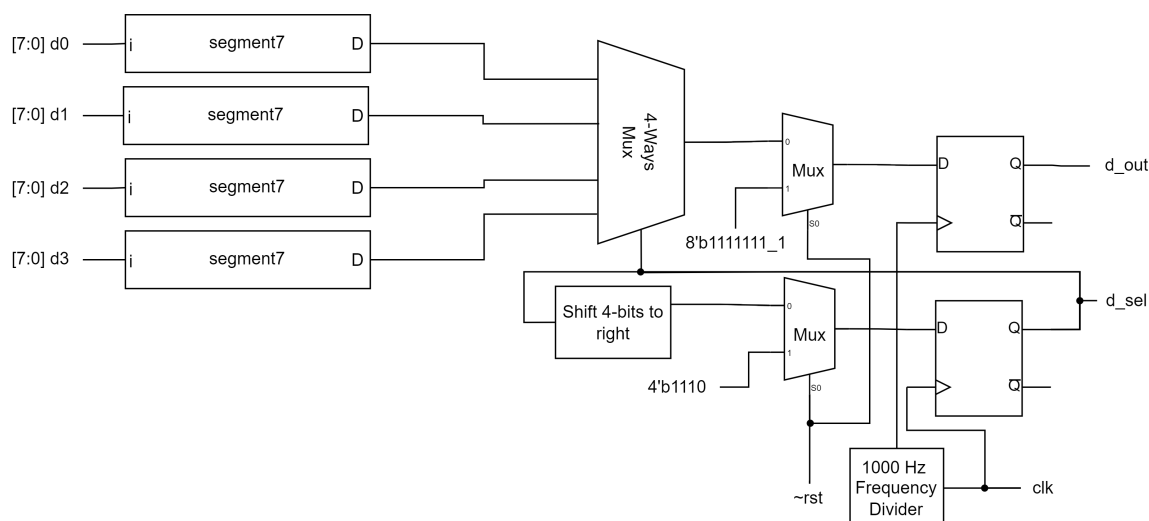 [7:0] d0
i
segment7
D
[7:0] d1
i
segment7
D
[7:0] d2
i
segment7
D
[7:0] d3
i
segment7
D
4-Ways
Mux
0
Mux
1
S0
8'b1111111_1
D
Q
Q
d_out
Shift 4-bits to
right
0
Mux
1
S0
4'b1110
D
Q
Q
d_sel
~rst
1000 Hz
Frequency
Divider
clk